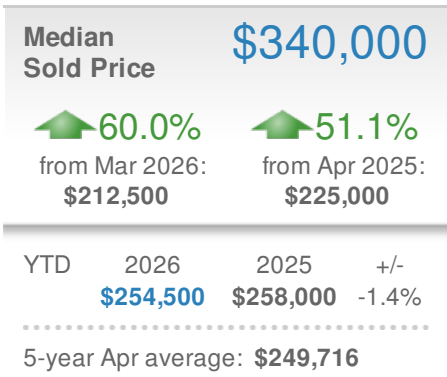 Median
Sold Price
$340,000
60.0%
from Mar 2026:
$212,500
51.1%
from Apr 2025:
$225,000
YTD 2026 2025 +/-
$254,500 $258,000 -1.4%
5-year Apr average: $249,716